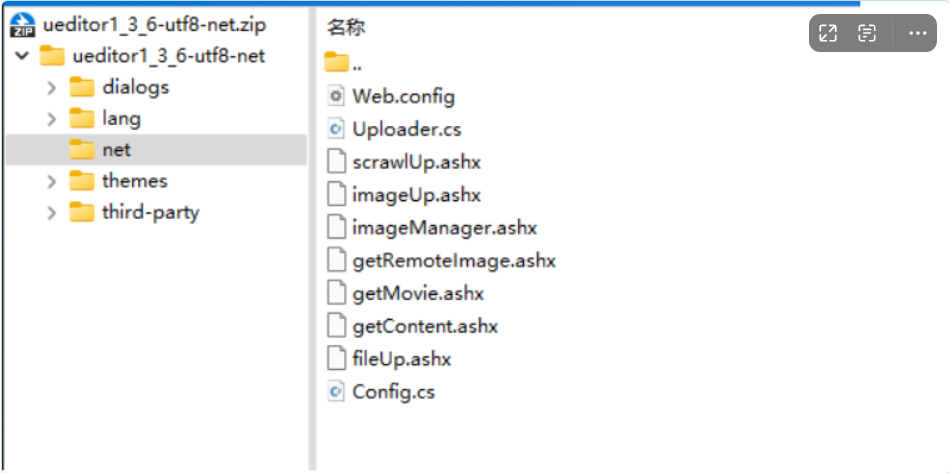 ueditor1_3_6-utf8-net.zip
ueditor1_3_6-utf8-net
dialogs
lang
net
themes
third-party
名称
..
Web.config
Uploader.cs
scrawlUp.ashx
imageUp.ashx
imageManager.ashx
getRemoteImage.ashx
getMovie.ashx
getContent.ashx
fileUp.ashx
Config.cs